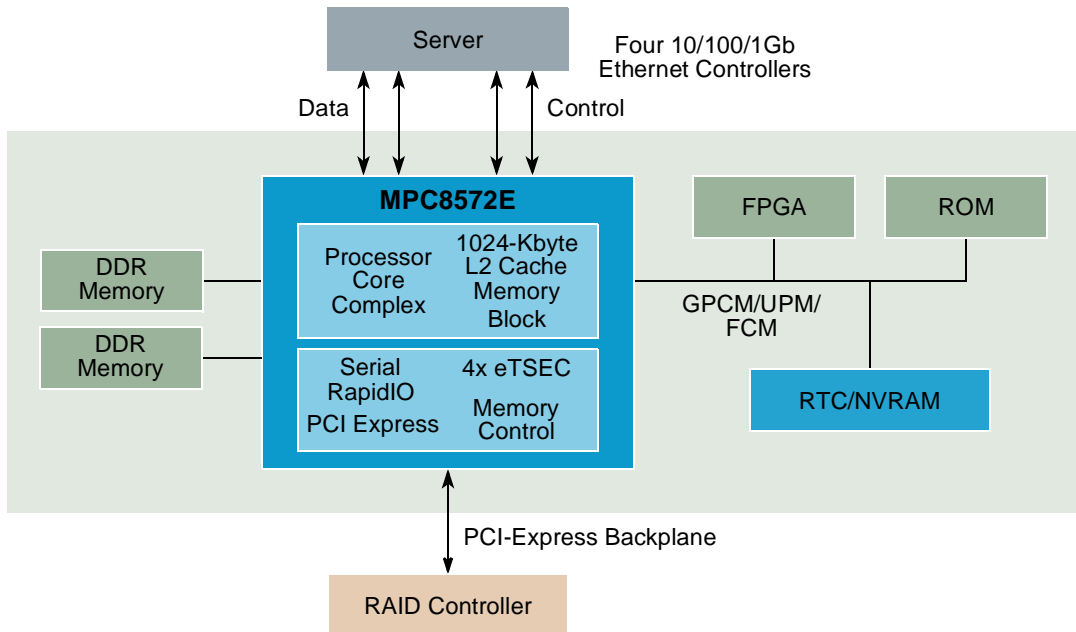 Server
Four 10/100/1Gb
Ethernet Controllers
Data
Control
MPC8572E
Processor
Core
Complex
1024-Kbyte
L2 Cache
Memory
Block
Serial
RapidIO
PCI Express
4x eTSEC
Memory
Control
DDR
Memory
DDR
Memory
FPGA
ROM
GPCM/UPM/
FCM
RTC/NVRAM
PCI-Express Backplane
RAID Controller